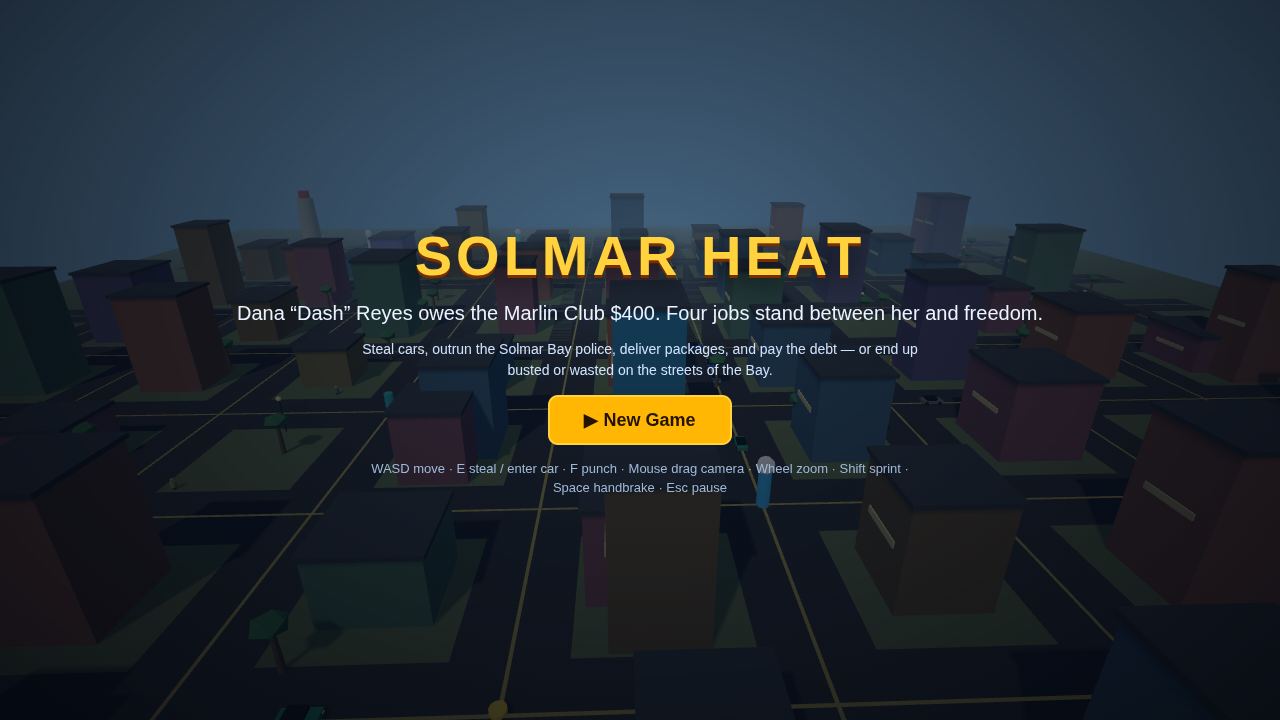 SOLMAR HEAT
Dana “Dash” Reyes owes the Marlin Club $400. Four jobs stand between her and freedom.
Steal cars, outrun the Solmar Bay police, deliver packages, and pay the debt — or end up
busted or wasted on the streets of the Bay.
▶ New Game
WASD move · E steal / enter car · F punch · Mouse drag camera · Wheel zoom · Shift sprint ·
Space handbrake · Esc pause